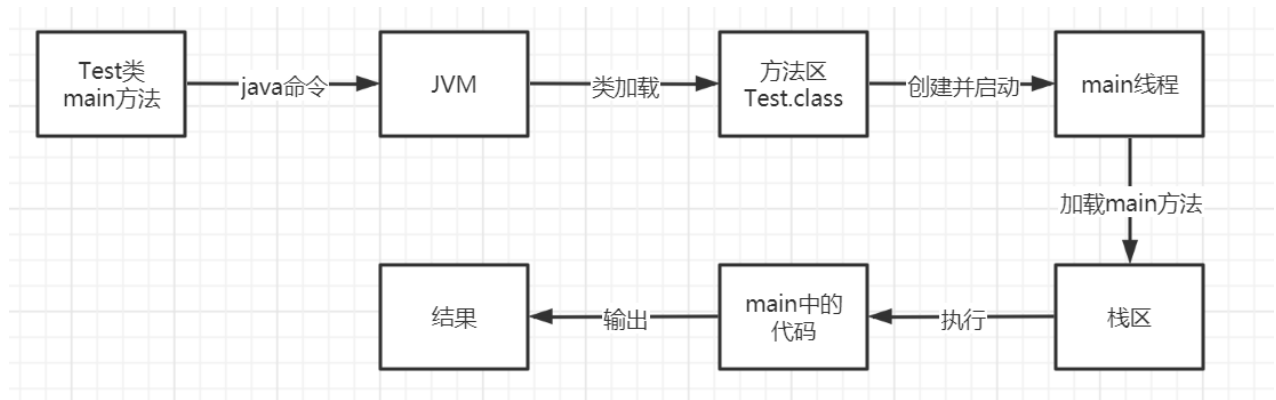 Test类
main方法
java命令
JVM
类加载
方法区
Test.class
创建并启动
main线程
加载main方法
栈区
执行
main中的
代码
输出
结果